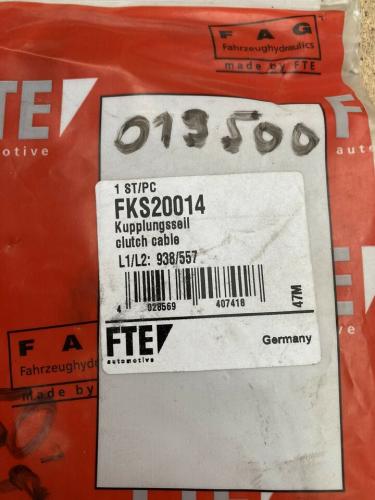 FAG
Fahrzeughydraulics
made by FTE
FTE
automotive
FTE
013500
1 ST/PC
FKS20014
Kupplungsseil
clutch cable
L1/L2: 938/557
4 028569 407418
47M
FTE
automotive
Germany
FAG
Fahrzeughydraulics
made by